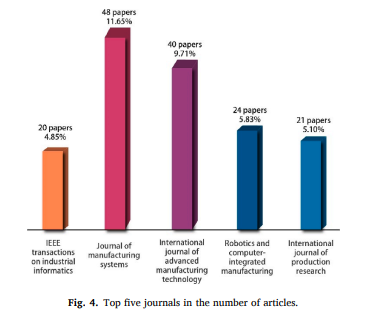 48 papers
11.65%
40 papers
9.71%
24 papers
5.83%
21 papers
5.10%
20 papers
4.85%
IEEE
transactions
on industrial
informatics
Journal of
manufacturing
systems
International
journal of
advanced
manufacturing
technology
Robotics and
computer-
integrated
manufacturing
International
journal of
production
research
Fig. 4. Top five journals in the number of articles.